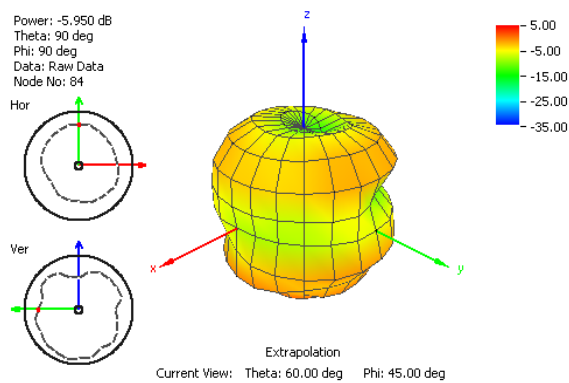 Power: -5.950 dB
Theta: 90 deg
Phi: 90 deg
Data: Raw Data
Node No: 84
Hor
Ver
z
x
y
5.00
-5.00
-15.00
-25.00
-35.00
Extrapolation
Current View: Theta: 60.00 deg Phi: 45.00 deg